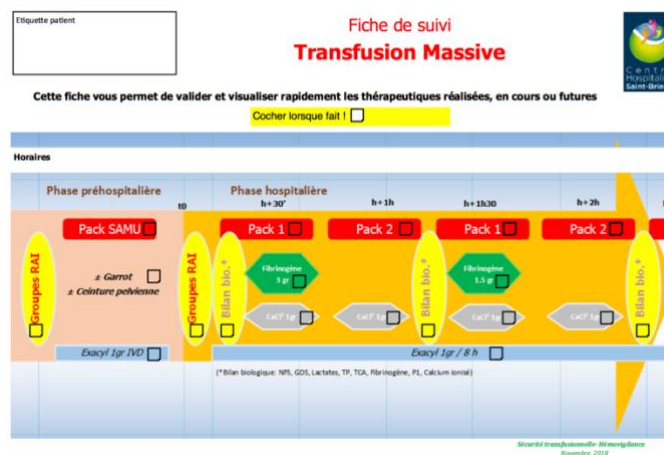 Etiquette patient
Fiche de suivi
Transfusion Massive
Centre
Hospitalier
Saint-Brieuc
Cette fiche vous permet de valider et visualiser rapidement les thérapeutiques réalisées, en cours ou futures
Cocher lorsque fait !
Horaires
Phase préhospitalière
Phase hospitalière
t0
h+30'
h+1h
h+1h30
h+2h
Pack SAMU
Pack 1
Pack 2
Pack 1
Pack 2
Groupes RAI
± Garrot
± Ceinture pelvienne
Groupes RAI
Bilan bio.*
Fibrinogène
3 gr
Bilan bio.*
Fibrinogène
1.5 gr
Bilan bio.*
CaCl² 1g
CaCl² 1g
CaCl² 1g
CaCl² 1g
Exacyl 1gr IVD
Exacyl 1gr / 8 h
(*Bilan biologique: NFS, GDS, Lactates, TP, TCA, Fibrinogène, P1, Calcium ionisé)
Sécurité transfusionnelle- Hémovigilance
Novembre 2018